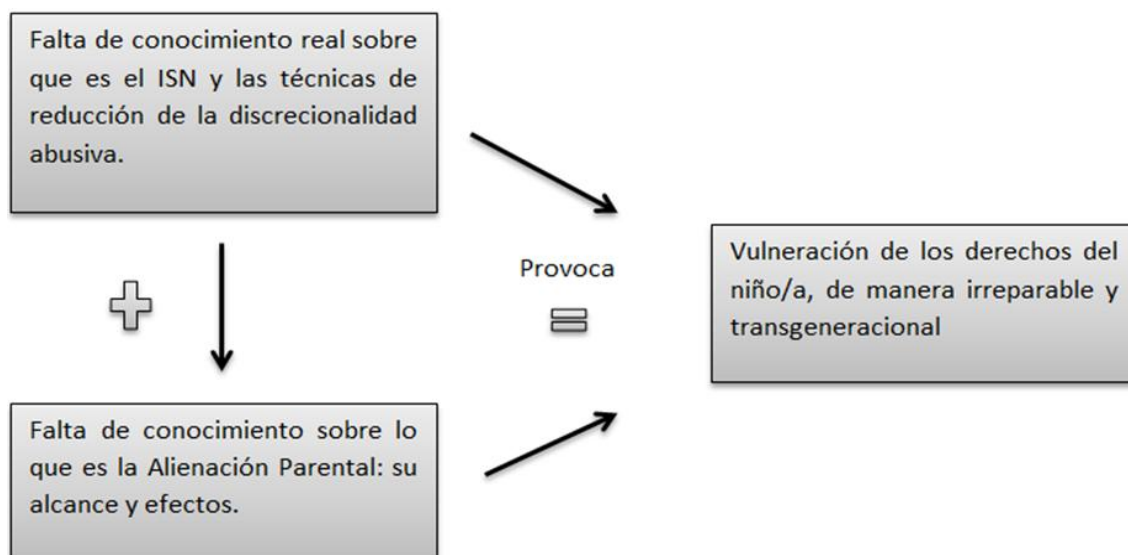 Falta de conocimiento real sobre
que es el ISN y las técnicas de
reducción de la discrecionalidad
abusiva.
Provoca
Vulneración de los derechos del
niño/a, de manera irreparable y
transgeneracional
Falta de conocimiento sobre lo
que es la Alienación Parental: su
alcance y efectos.